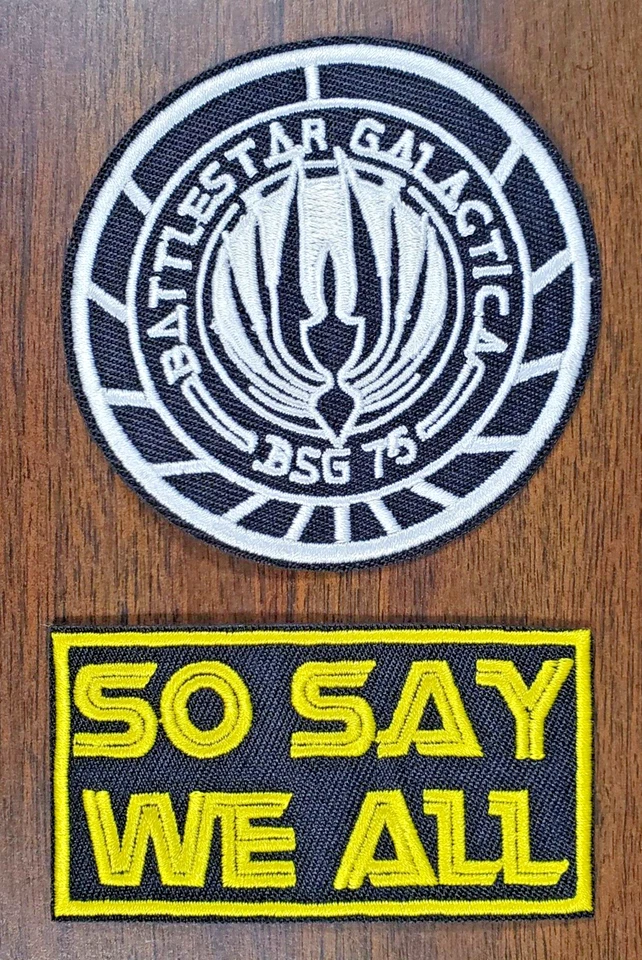 BATTLESTAR GALACTICA
BSG 75
SO SAY
WE ALL